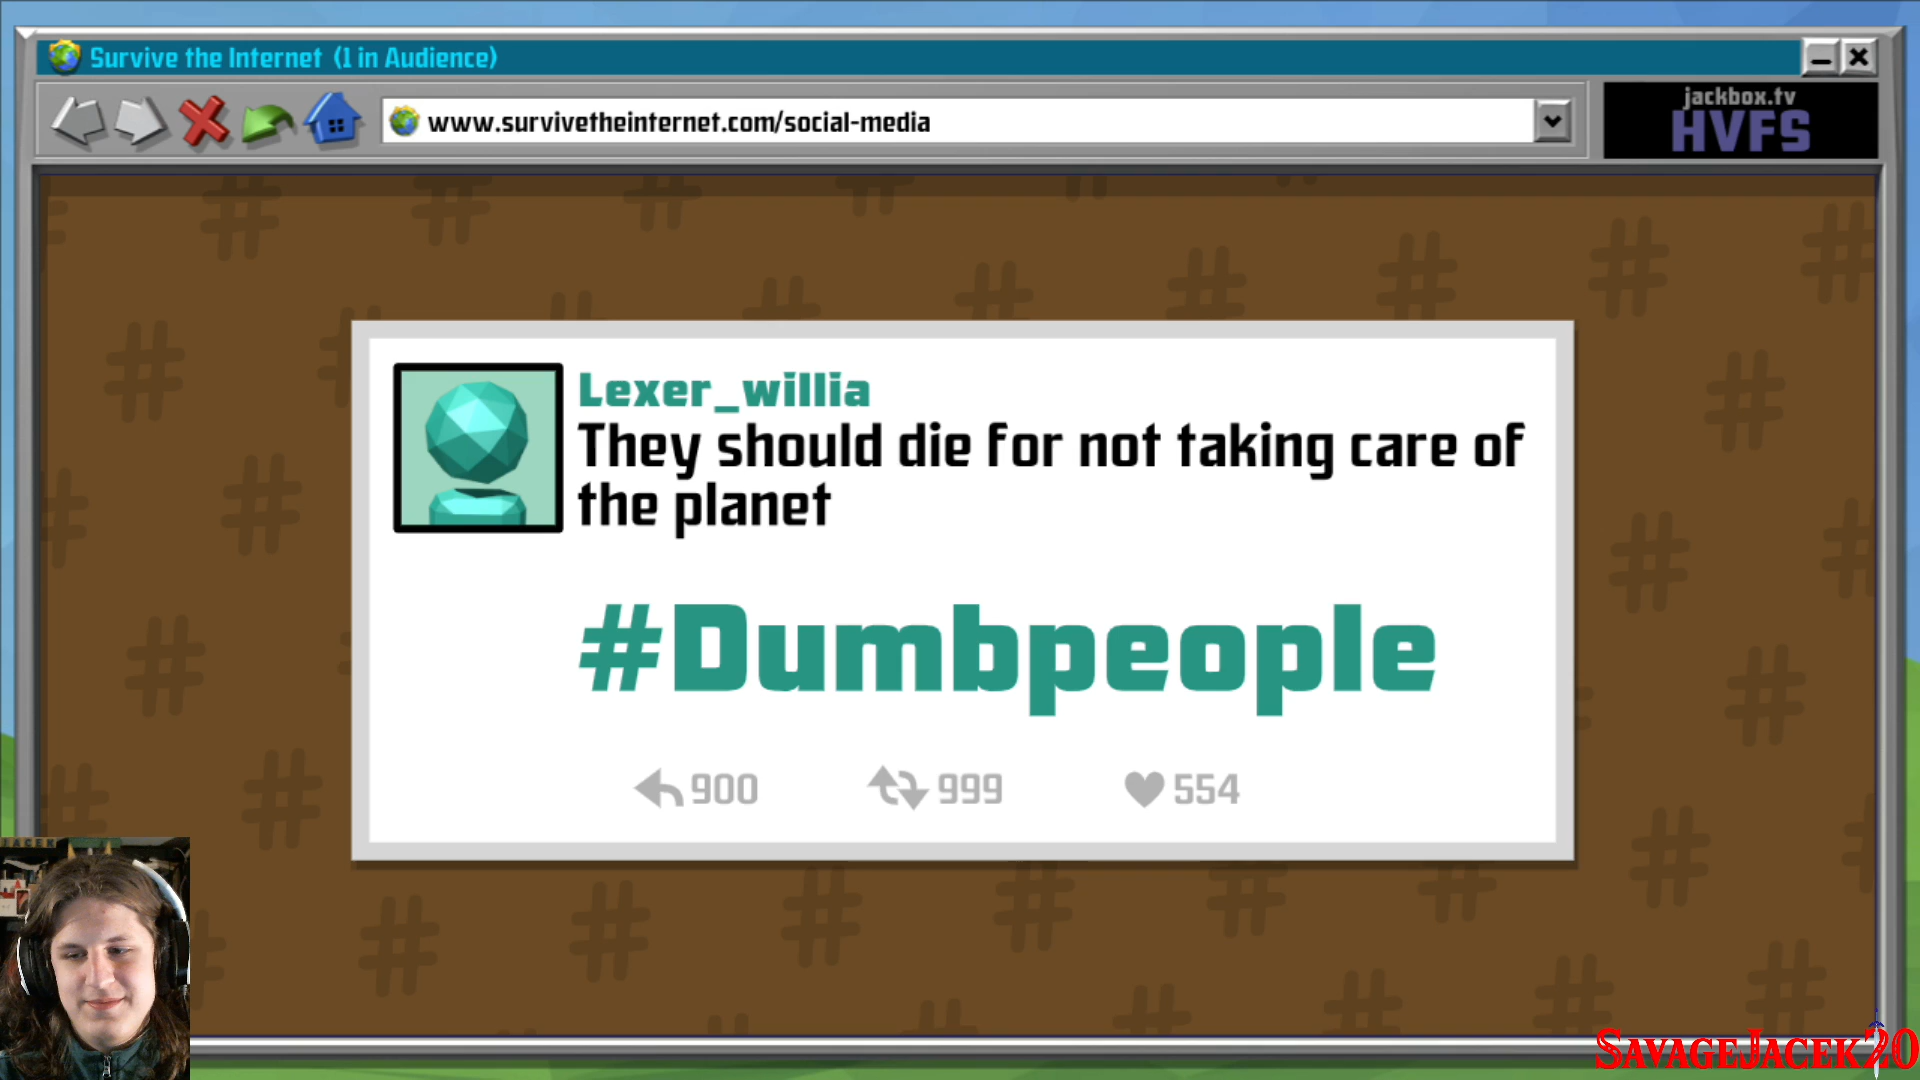 Survive the Internet (1 in Audience)
www.survivetheinternet.com/social-media
jackbox.tv
HVFS
Lexer_willia
They should die for not taking care of
the planet
#Dumbpeople
900 999 554
JACEK
SavageJacek20